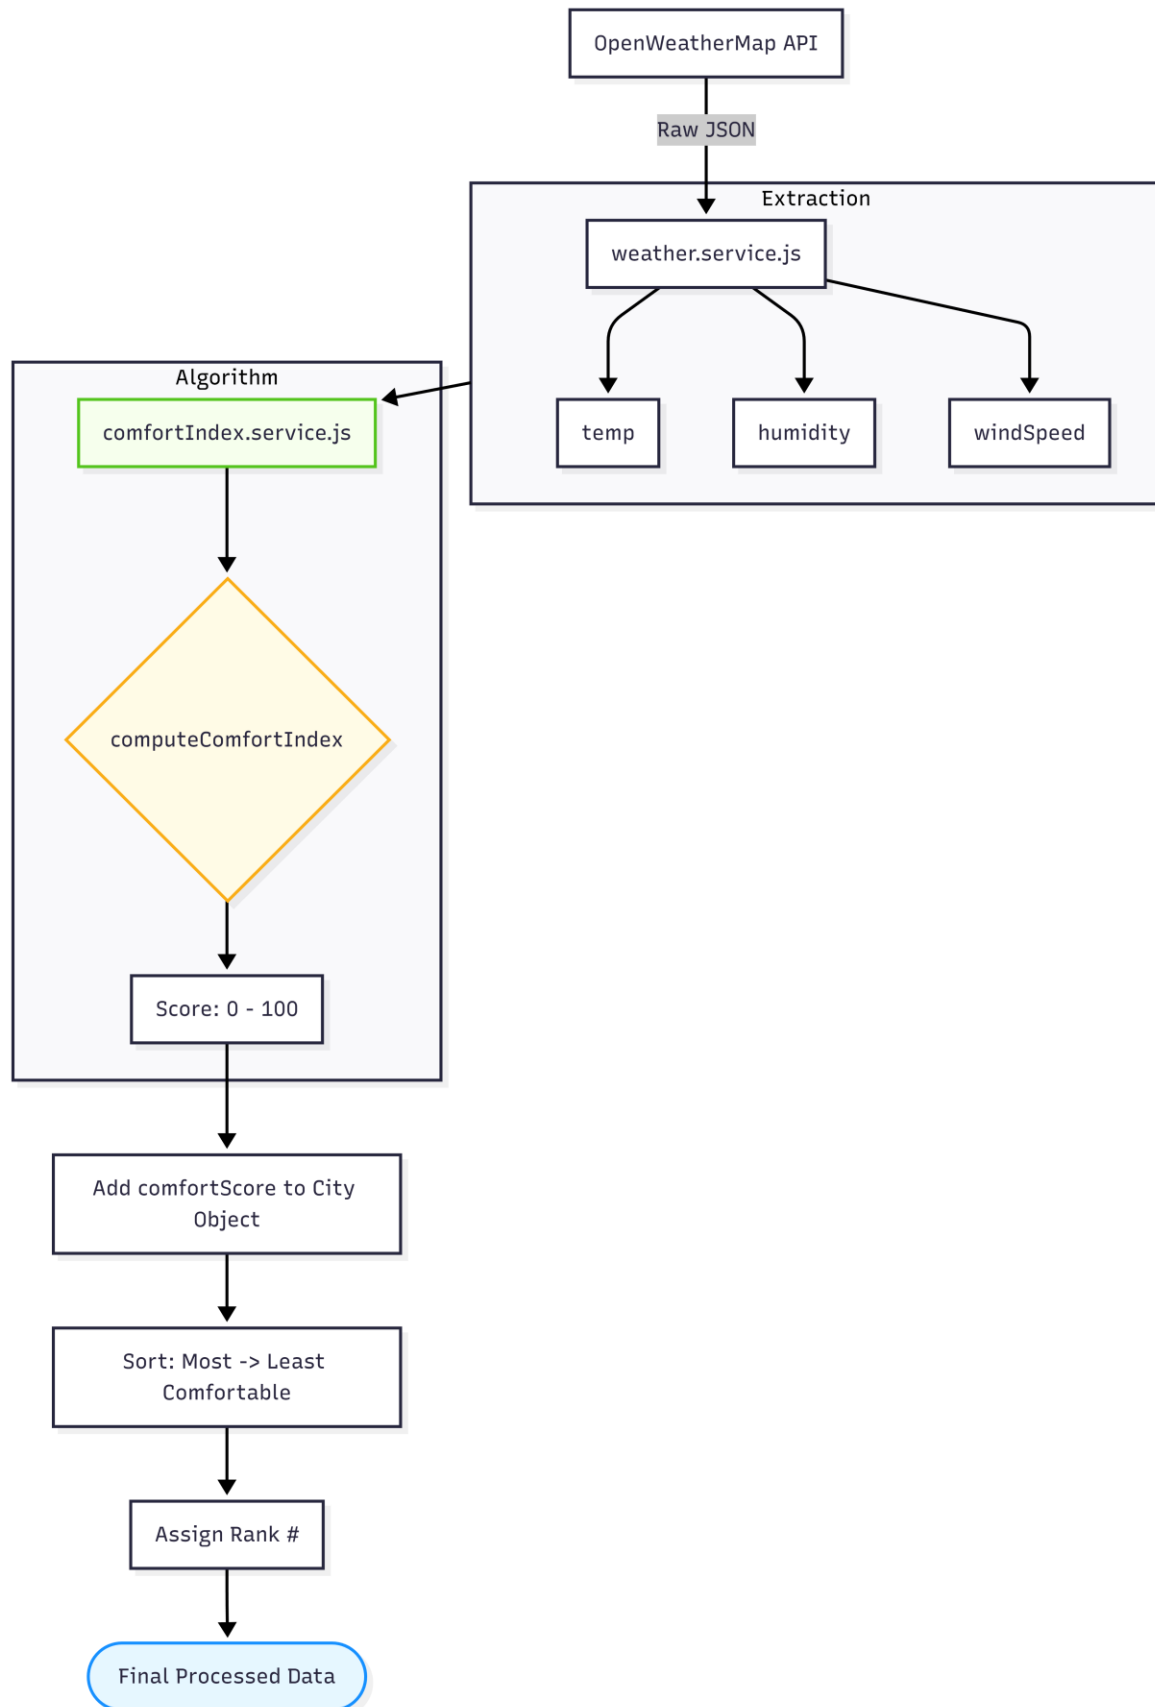 OpenWeatherMap API
Raw JSON
Extraction
weather.service.js
Algorithm
comfortIndex.service.js
temp
humidity
windSpeed
computeComfortIndex
Score: 0 - 100
Add comfortScore to City
Object
Sort: Most -> Least
Comfortable
Assign Rank #
Final Processed Data